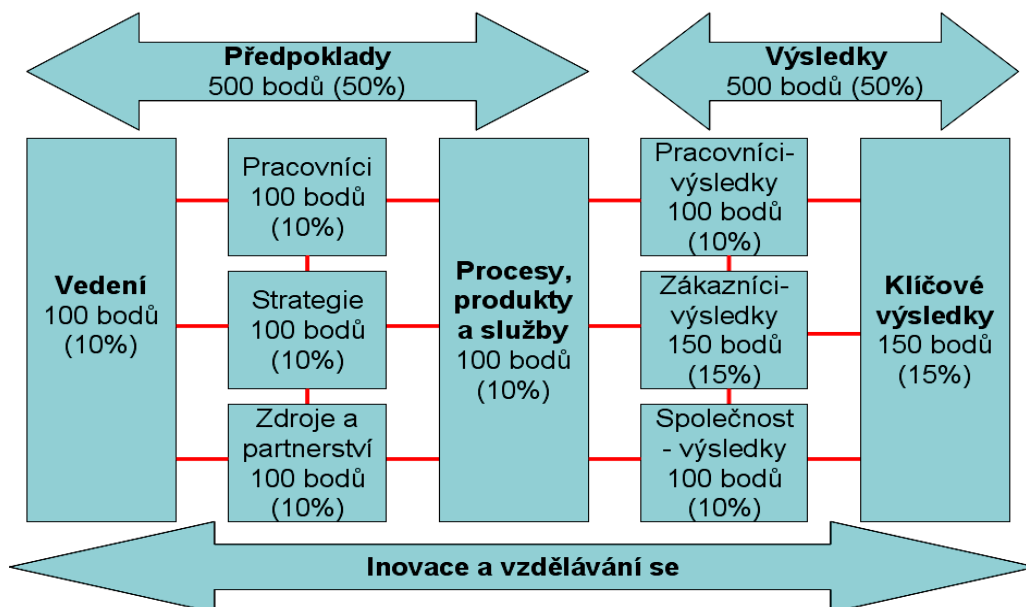 Předpoklady
500 bodů (50%)
Výsledky
500 bodů (50%)
Vedení
100 bodů
(10%)
Pracovníci
100 bodů
(10%)
Strategie
100 bodů
(10%)
Zdroje a
partnerství
100 bodů
(10%)
Procesy,
produkty
a služby
100 bodů
(10%)
Pracovníci-
výsledky
100 bodů
(10%)
Zákazníci-
výsledky
150 bodů
(15%)
Společnost
- výsledky
100 bodů
(10%)
Klíčové
výsledky
150 bodů
(15%)
Inovace a vzdělávání se